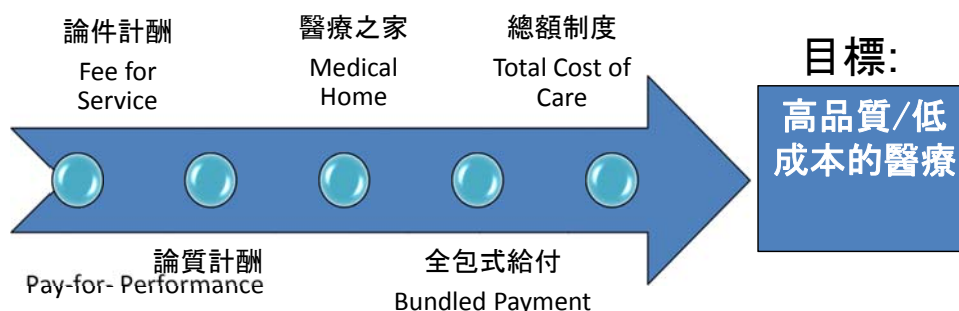 論件計酬
Fee for
Service
醫療之家
Medical
Home
總額制度
Total Cost of
Care
目標:
高品質/低
成本的醫療
論質計酬
Pay-for- Performance
全包式給付
Bundled Payment